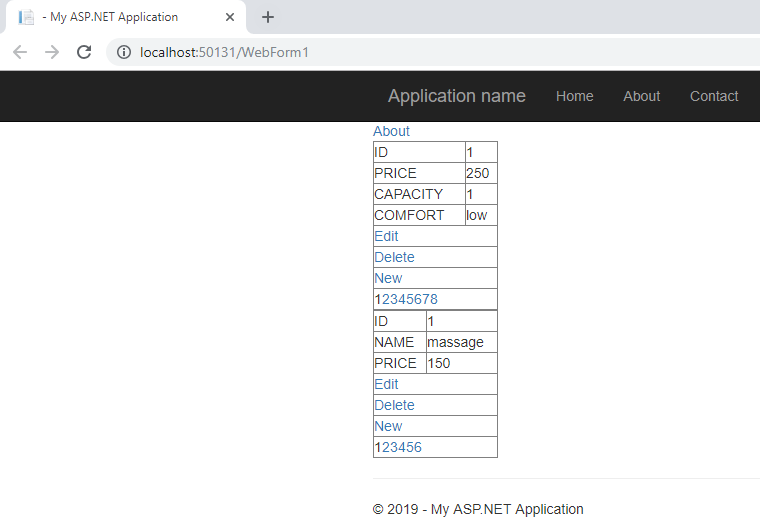 - My ASP.NET Application
localhost:50131/WebForm1
Application name Home About Contact
About
ID 1
PRICE 250
CAPACITY 1
COMFORT low
Edit
Delete
New
12345678
ID 1
NAME massage
PRICE 150
Edit
Delete
New
123456
© 2019 - My ASP.NET Application